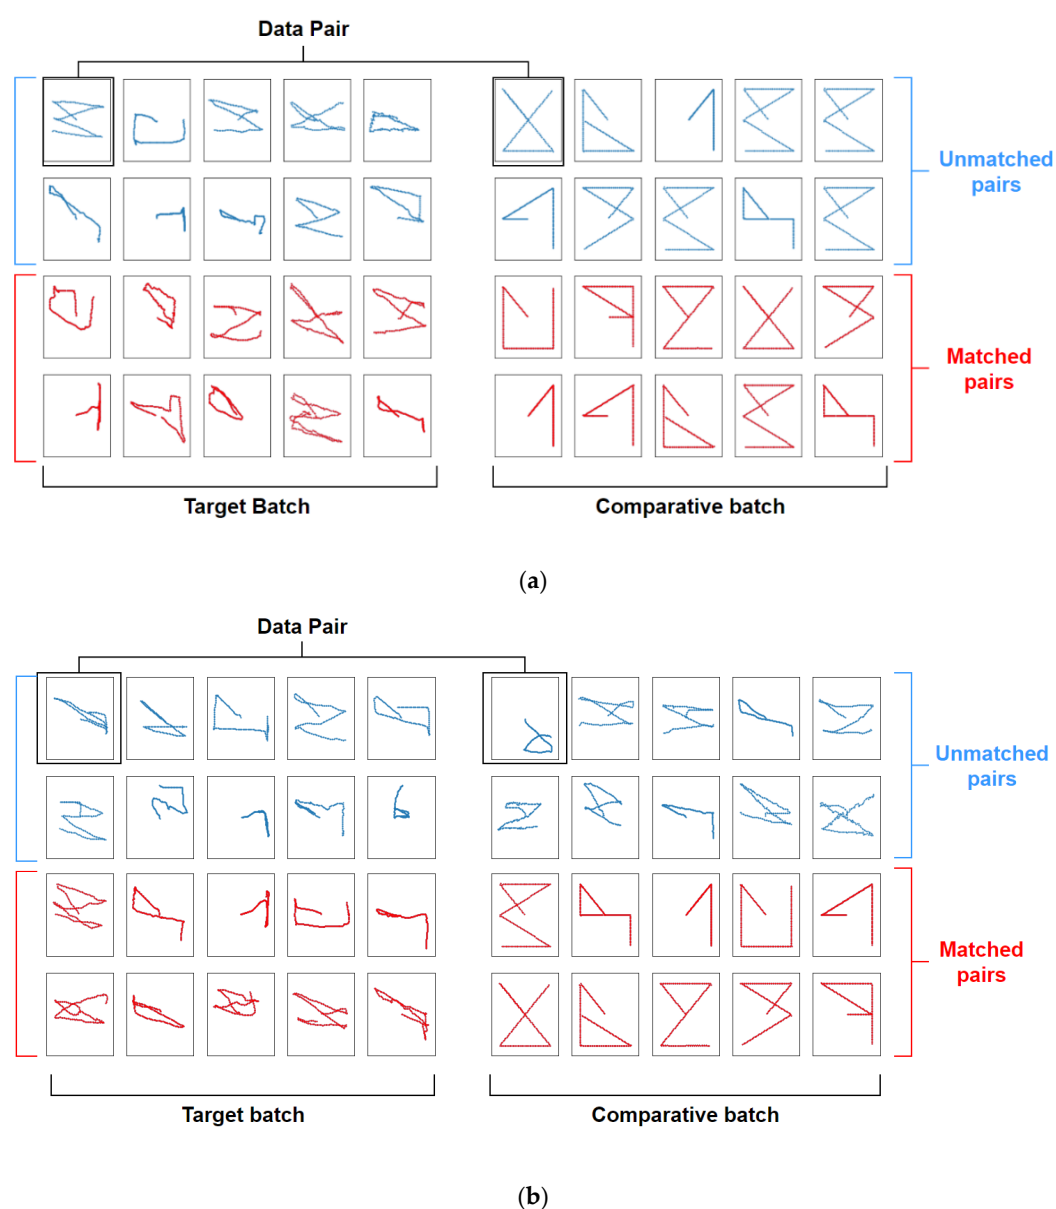 Data Pair
Unmatched
pairs
Matched
pairs
Target Batch
Comparative batch
(a)
Data Pair
Unmatched
pairs
Matched
pairs
Target batch
Comparative batch
(b)